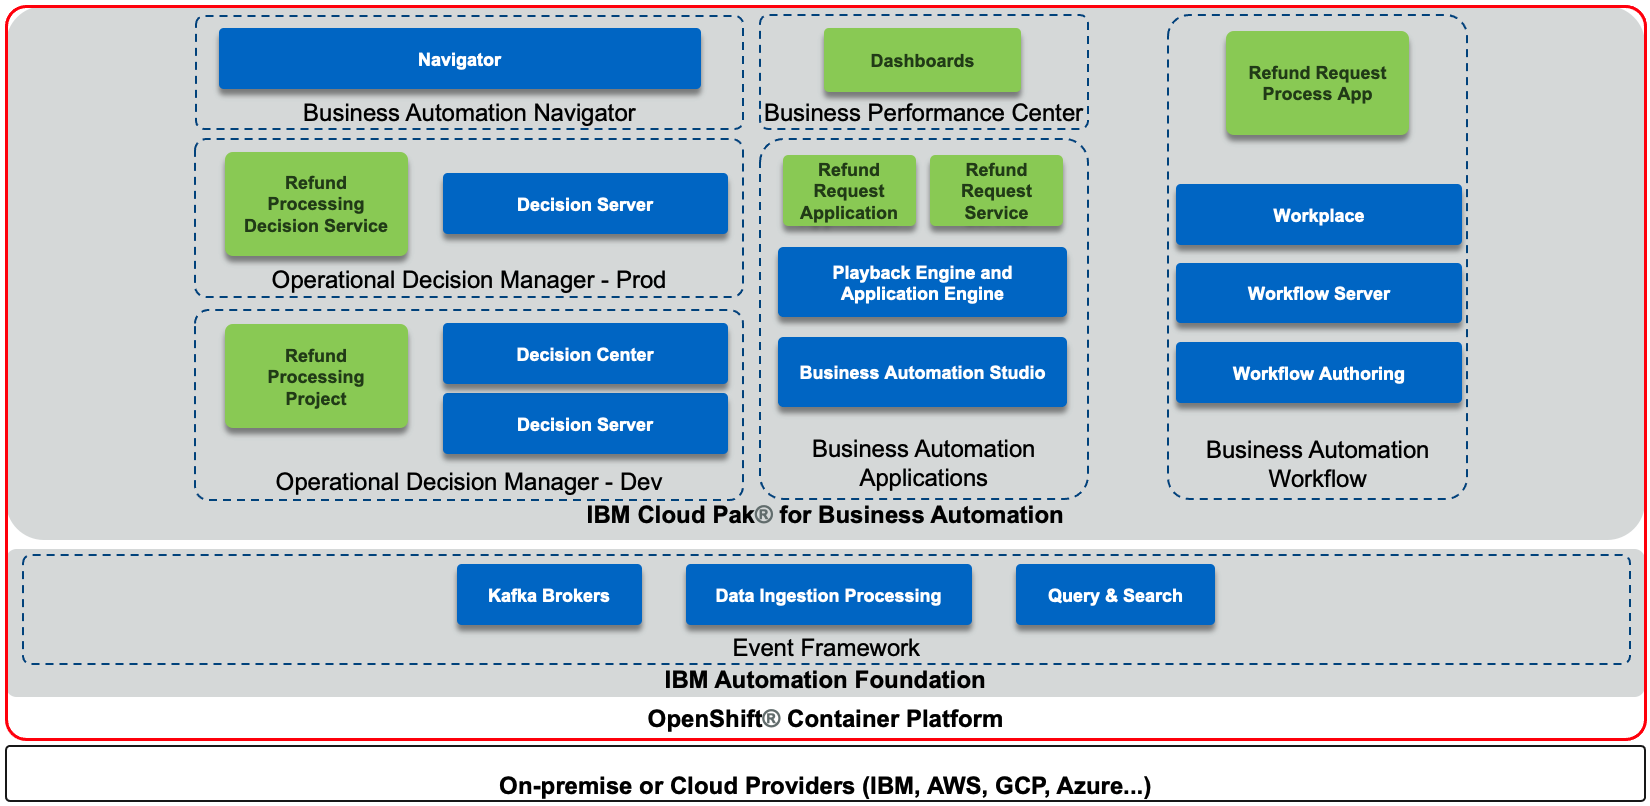 Navigator
Business Automation Navigator
Dashboards
Business Performance Center
Refund Request
Process App
Refund
Processing
Decision Service
Decision Server
Operational Decision Manager - Prod
Refund
Request
Application
Refund
Request
Service
Playback Engine and
Application Engine
Business Automation Studio
Business Automation
Applications
Workplace
Workflow Server
Workflow Authoring
Business Automation
Workflow
Refund
Processing
Project
Decision Center
Decision Server
Operational Decision Manager - Dev
IBM Cloud Pak® for Business Automation
Kafka Brokers
Data Ingestion Processing
Query & Search
Event Framework
IBM Automation Foundation
OpenShift® Container Platform
On-premise or Cloud Providers (IBM, AWS, GCP, Azure...)